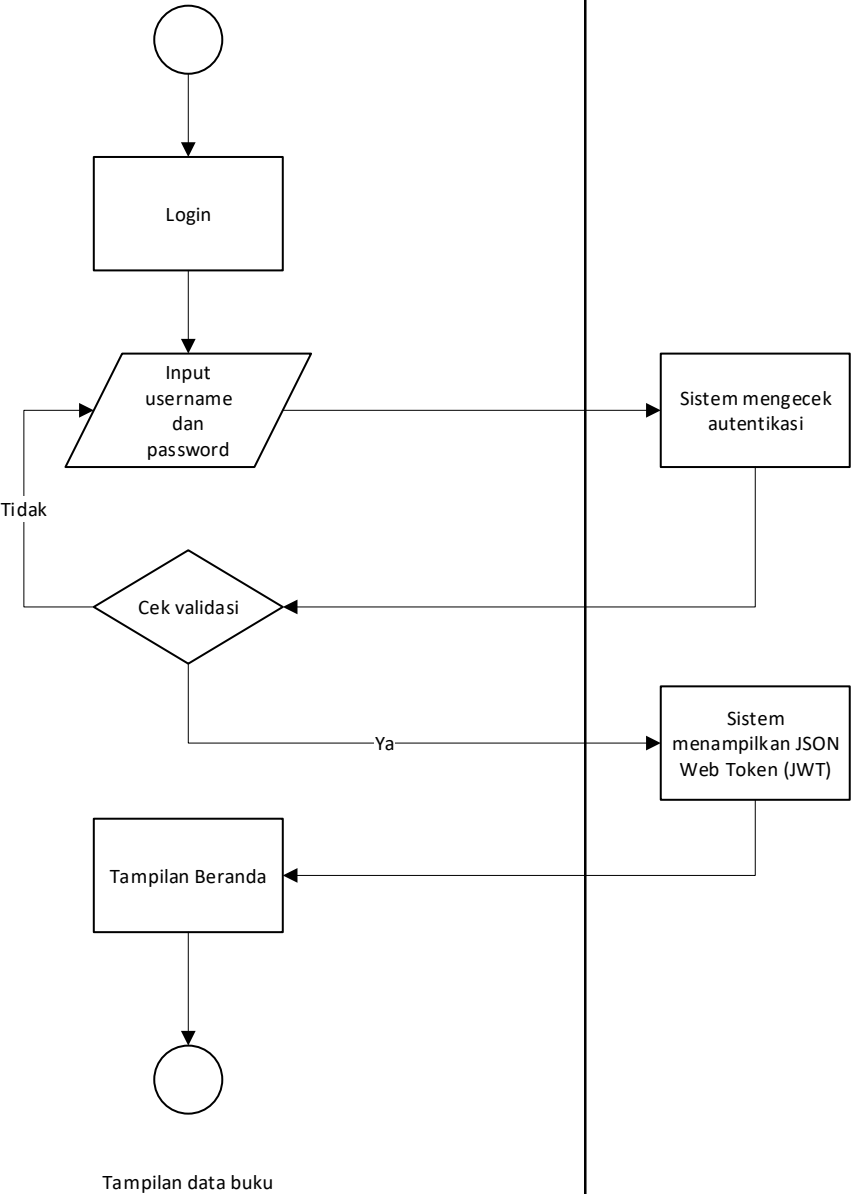 Login
Input
username
dan
password
Sistem mengecek
autentikasi
Tidak
Cek validasi
Ya
Sistem
menampilkan JSON
Web Token (JWT)
Tampilan Beranda
Tampilan data buku